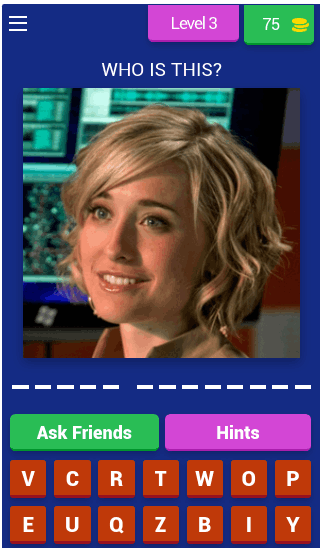 Level 3
75
WHO IS THIS?
Ask Friends
Hints
V C R T W O P
E U Q Z B I Y